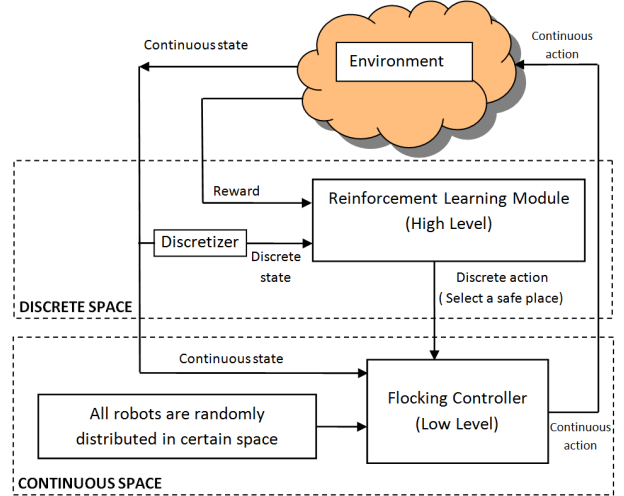 Continuous state
Environment
Continuous
action
Reward
Reinforcement Learning Module
(High Level)
Discretizer
Discrete
state
Discrete action
( Select a safe place)
DISCRETE SPACE
Continuous state
Flocking Controller
(Low Level)
All robots are randomly
distributed in certain space
Continuous
action
CONTINUOUS SPACE